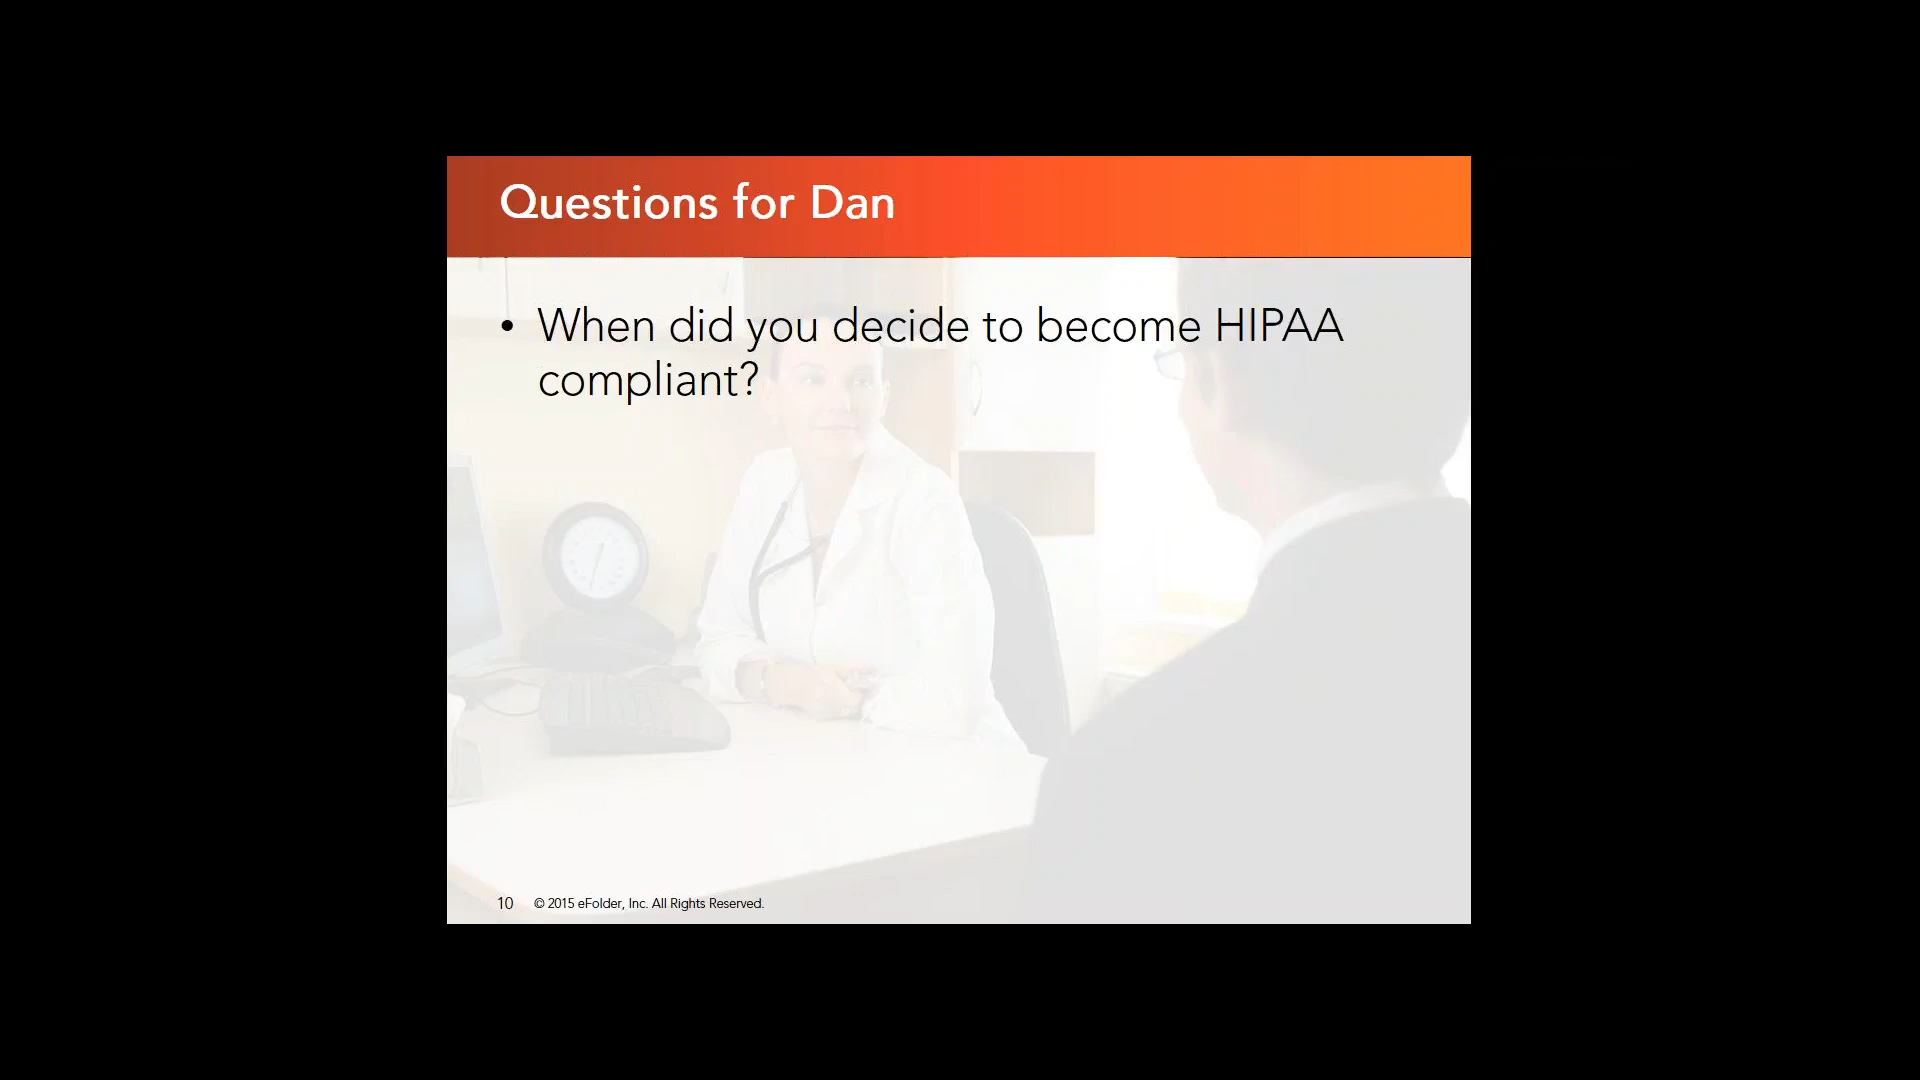 Questions for Dan
• When did you decide to become HIPAA
compliant?
10 © 2015 eFolder, Inc. All Rights Reserved.